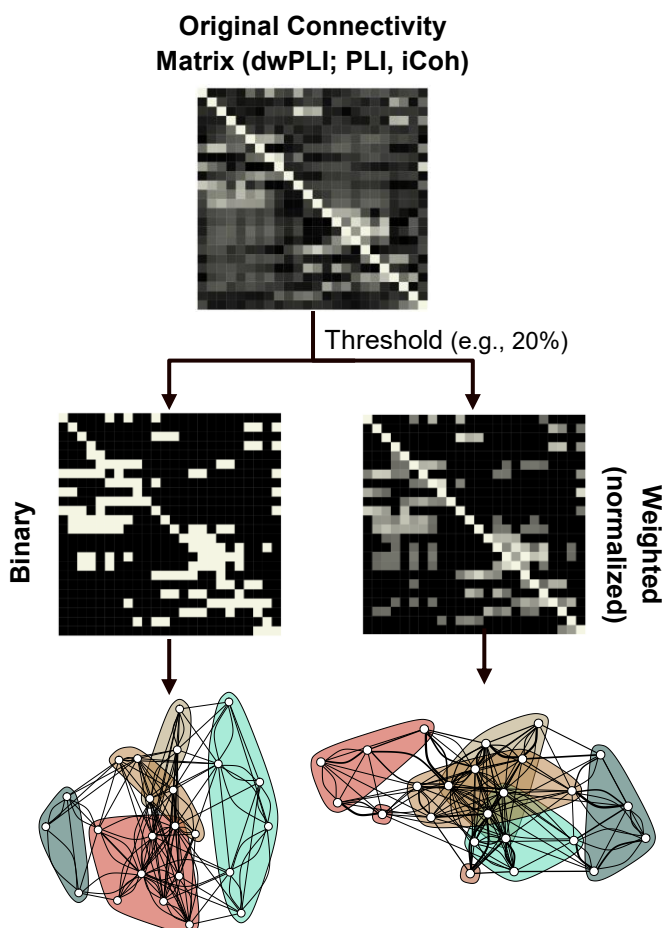 Original Connectivity
Matrix (dwPLI; PLI, iCoh)
Threshold (e.g., 20%)
Binary
Weighted
(normalized)